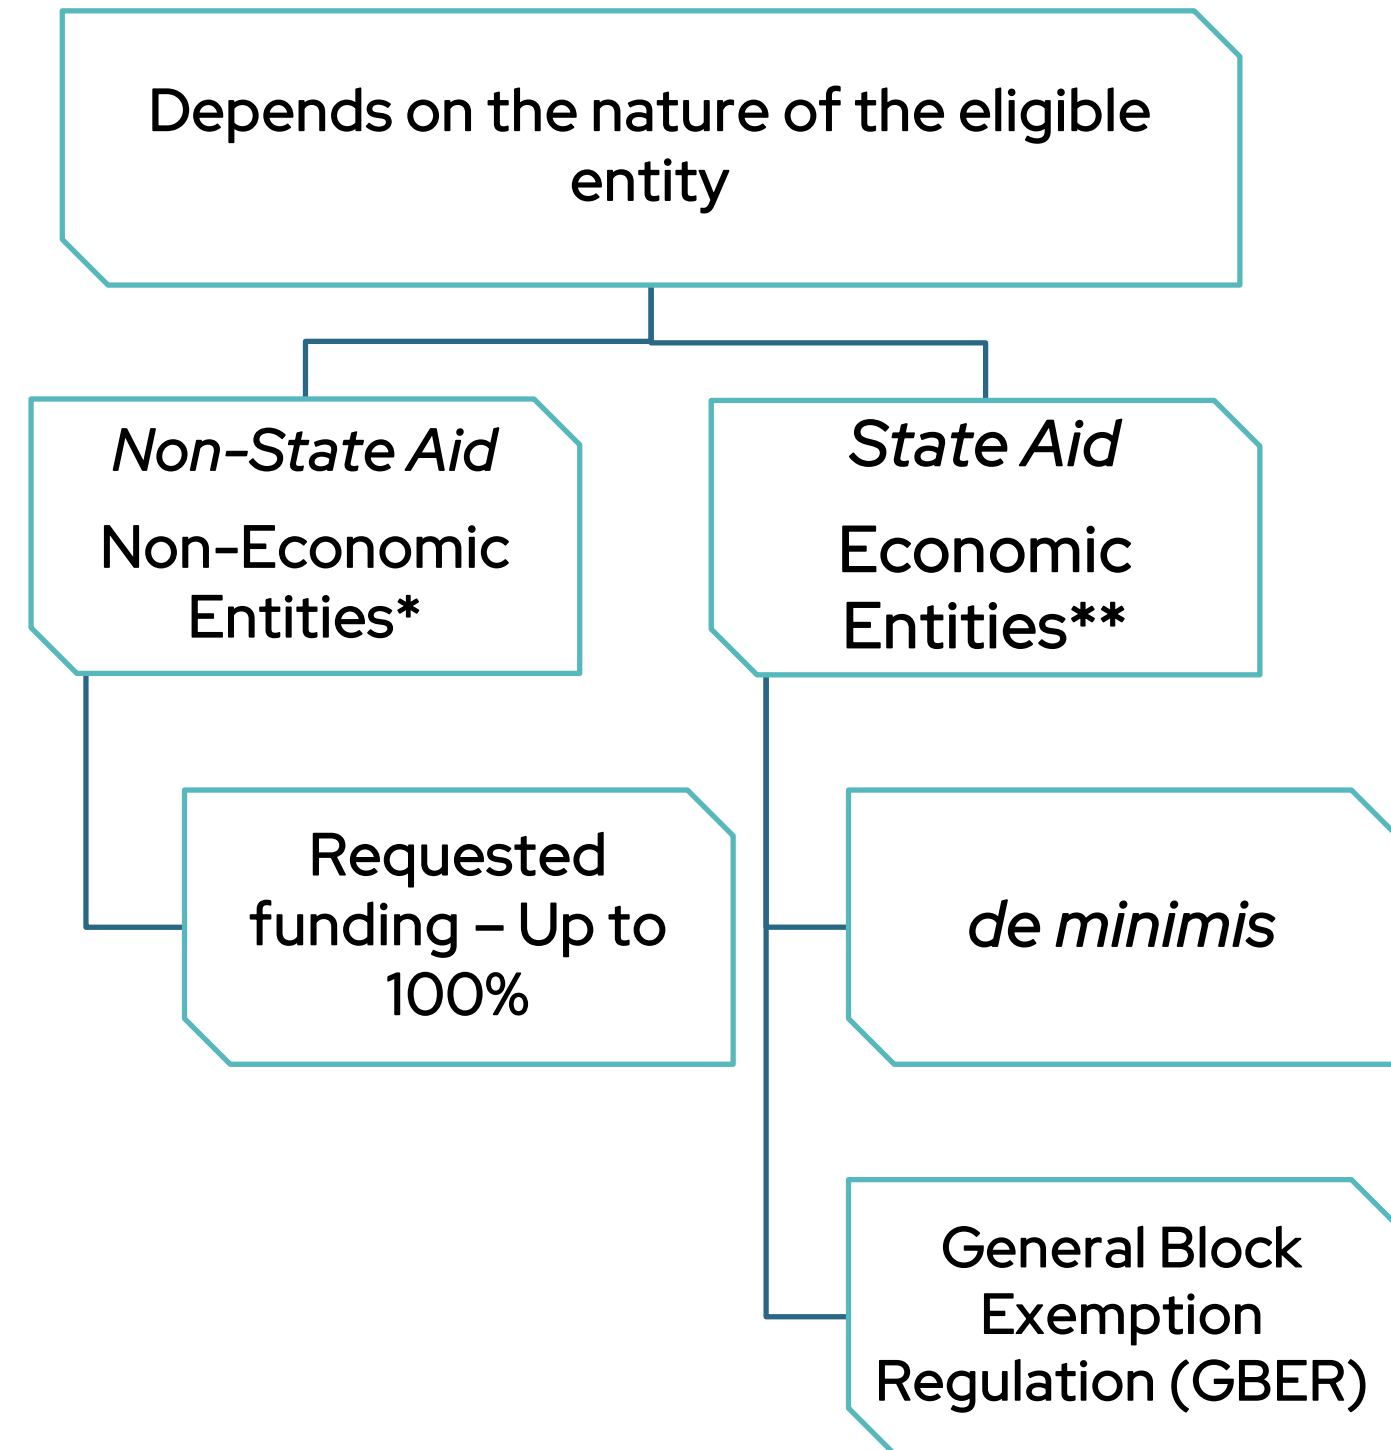 Depends on the nature of the eligible
entity
Non-State Aid
Non-Economic
Entities*
State Aid
Economic
Entities**
Requested
funding – Up to
100%
de minimis
General Block
Exemption
Regulation (GBER)